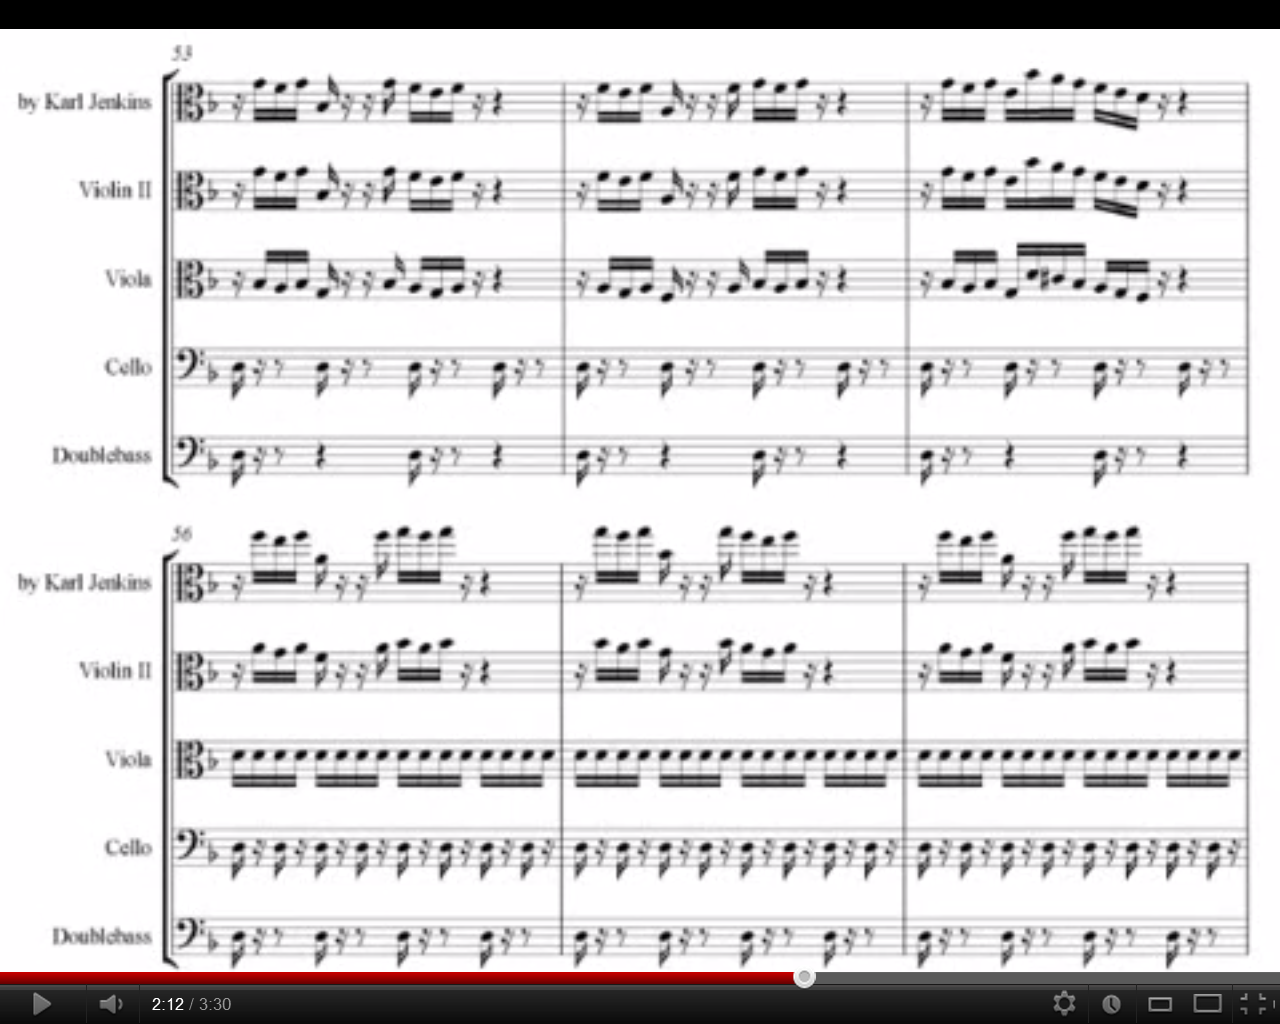 53
by Karl Jenkins
Violin II
Viola
Cello
Doublebass
56
by Karl Jenkins
Violin II
Viola
Cello
Doublebass
2:12 / 3:30